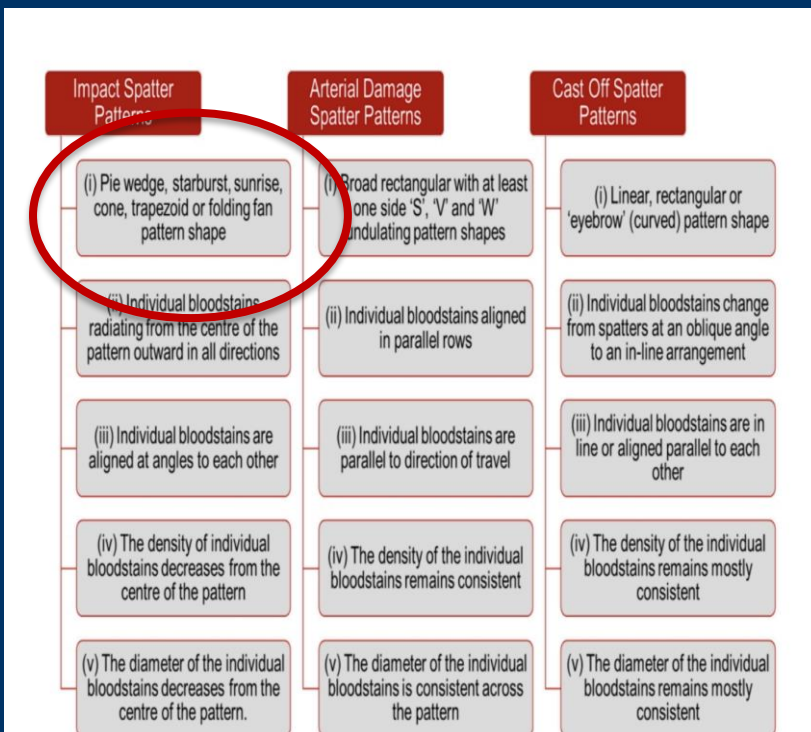 Impact Spatter
Patterns
(i) Pie wedge, starburst, sunrise,
cone, trapezoid or folding fan
pattern shape
(ii) Individual bloodstains
radiating from the centre of the
pattern outward in all directions
(iii) Individual bloodstains are
aligned at angles to each other
(iv) The density of individual
bloodstains decreases from the
centre of the pattern
(v) The diameter of the individual
bloodstains decreases from the
centre of the pattern.
Arterial Damage
Spatter Patterns
(i) Broad rectangular with at least
one side 'S', 'V' and 'W'
undulating pattern shapes
(ii) Individual bloodstains aligned
in parallel rows
(iii) Individual bloodstains are
parallel to direction of travel
(iv) The density of the individual
bloodstains remains consistent
(v) The diameter of the individual
bloodstains is consistent across
the pattern
Cast Off Spatter
Patterns
(i) Linear, rectangular or
'eyebrow' (curved) pattern shape
(ii) Individual bloodstains change
from spatters at an oblique angle
to an in-line arrangement
(iii) Individual bloodstains are in
line or aligned parallel to each
other
(iv) The density of the individual
bloodstains remains mostly
consistent
(v) The diameter of the individual
bloodstains remains mostly
consistent